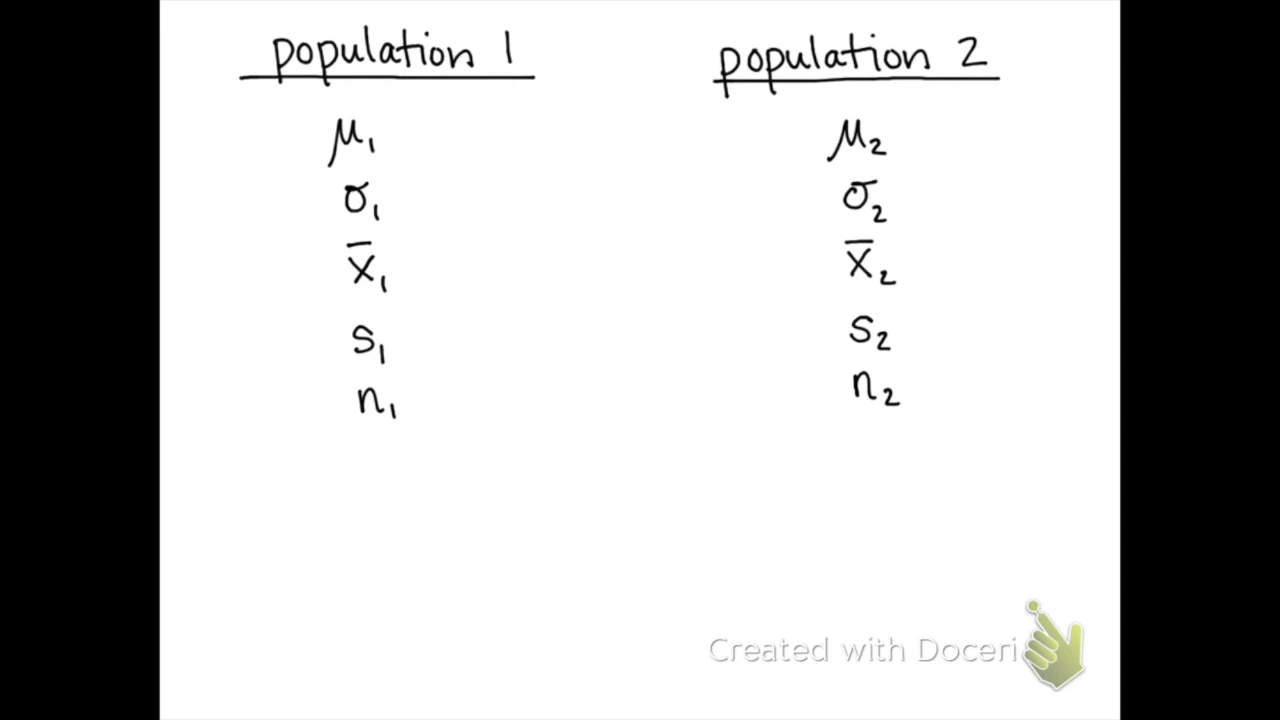 population 1 population 2
μ₁ μ₂
σ₁ σ₂
x̄₁ x̄₂
s₁ s₂
n₁ n₂
Created with Doceri